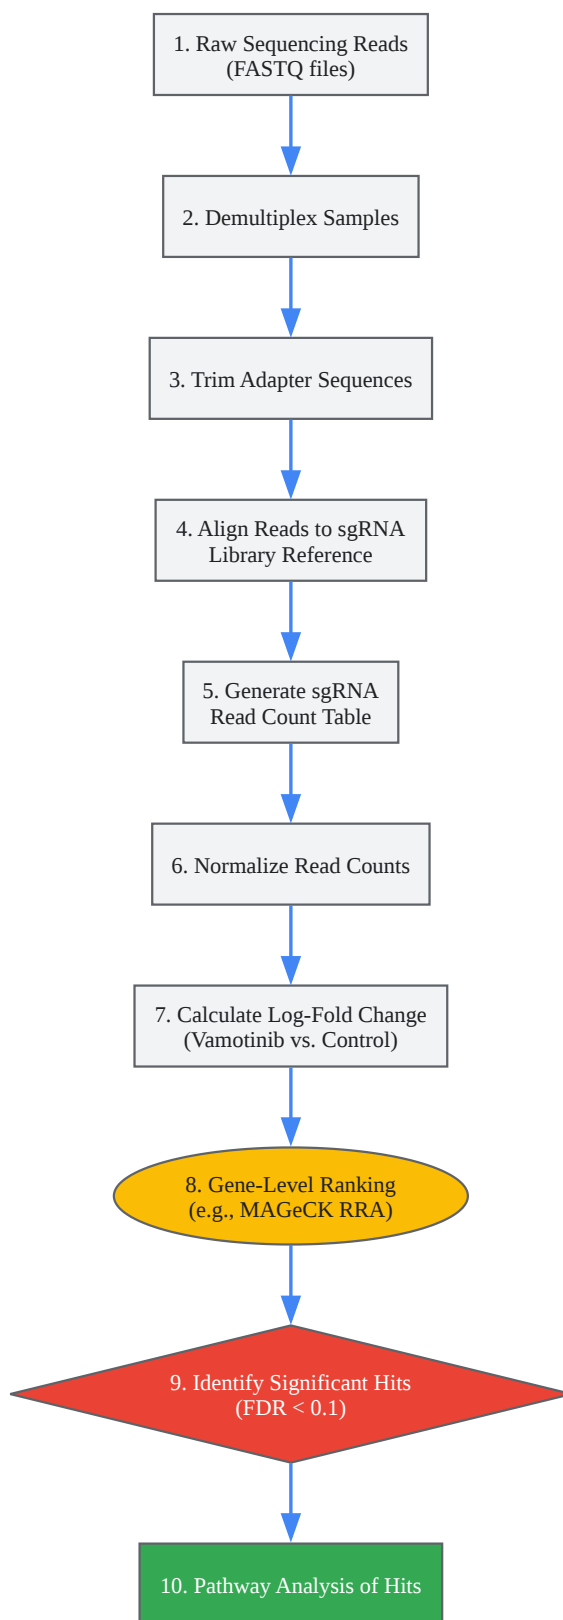 1. Raw Sequencing Reads
(FASTQ files)
2. Demultiplex Samples
3. Trim Adapter Sequences
4. Align Reads to sgRNA
Library Reference
5. Generate sgRNA
Read Count Table
6. Normalize Read Counts
7. Calculate Log-Fold Change
(Vamotinib vs. Control)
8. Gene-Level Ranking
(e.g., MAGeCK RRA)
9. Identify Significant Hits
(FDR < 0.1)
10. Pathway Analysis of Hits